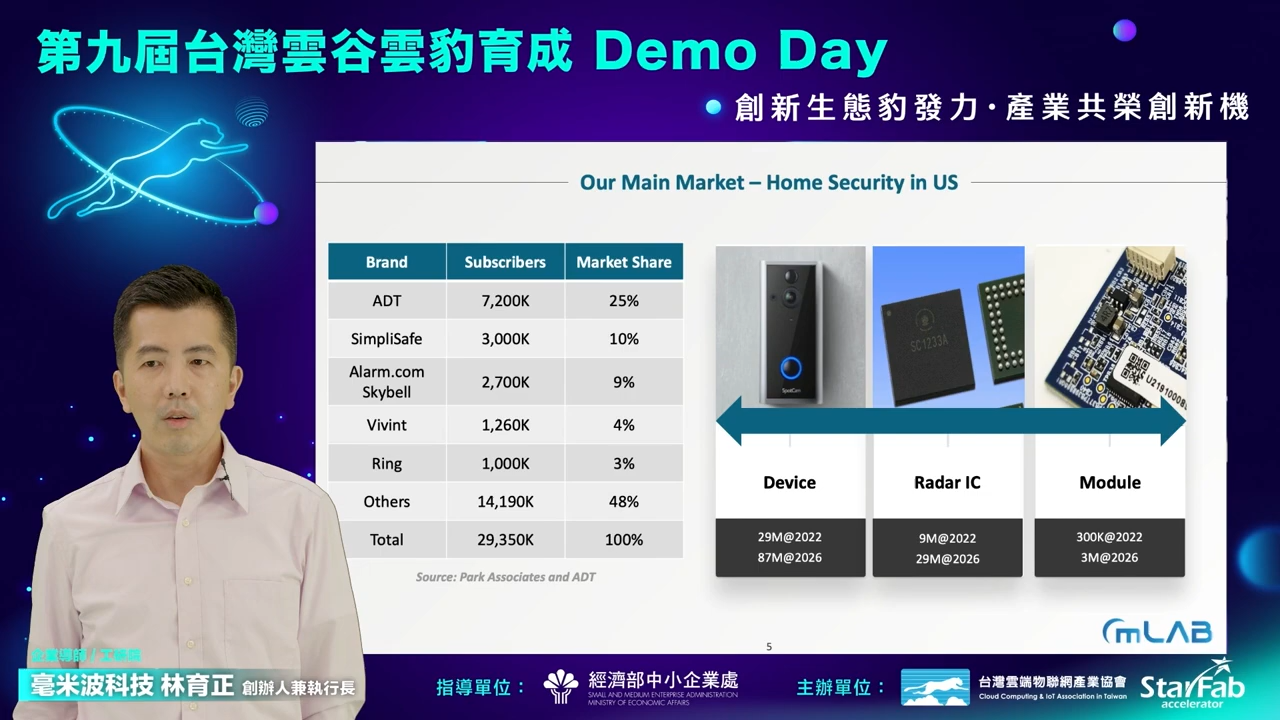 第九屆台灣雲谷雲豹育成 Demo Day
創新生態豹發力·產業共榮創新機
Our Main Market – Home Security in US
Brand Subscribers Market Share
ADT 7,200K 25%
SimpliSafe 3,000K 10%
Alarm.com
Skybell 2,700K 9%
Vivint 1,260K 4%
Ring 1,000K 3%
Others 14,190K 48%
Total 29,350K 100%
Source: Park Associates and ADT
SpotCam
SC1233A
Device
29M@2022
87M@2026
Radar IC
9M@2022
29M@2026
Module
300K@2022
3M@2026
mLAB
5
企業導師 /
毫米波科技 林育正 創辦人兼執行長
指導單位：
經濟部中小企業處
SMALL AND MEDIUM ENTERPRISE ADMINISTRATION
MINISTRY OF ECONOMIC AFFAIRS
主辦單位：
台灣雲端物聯網產業協會
Cloud Computing & IoT Association in Taiwan
StarFab
accelerator